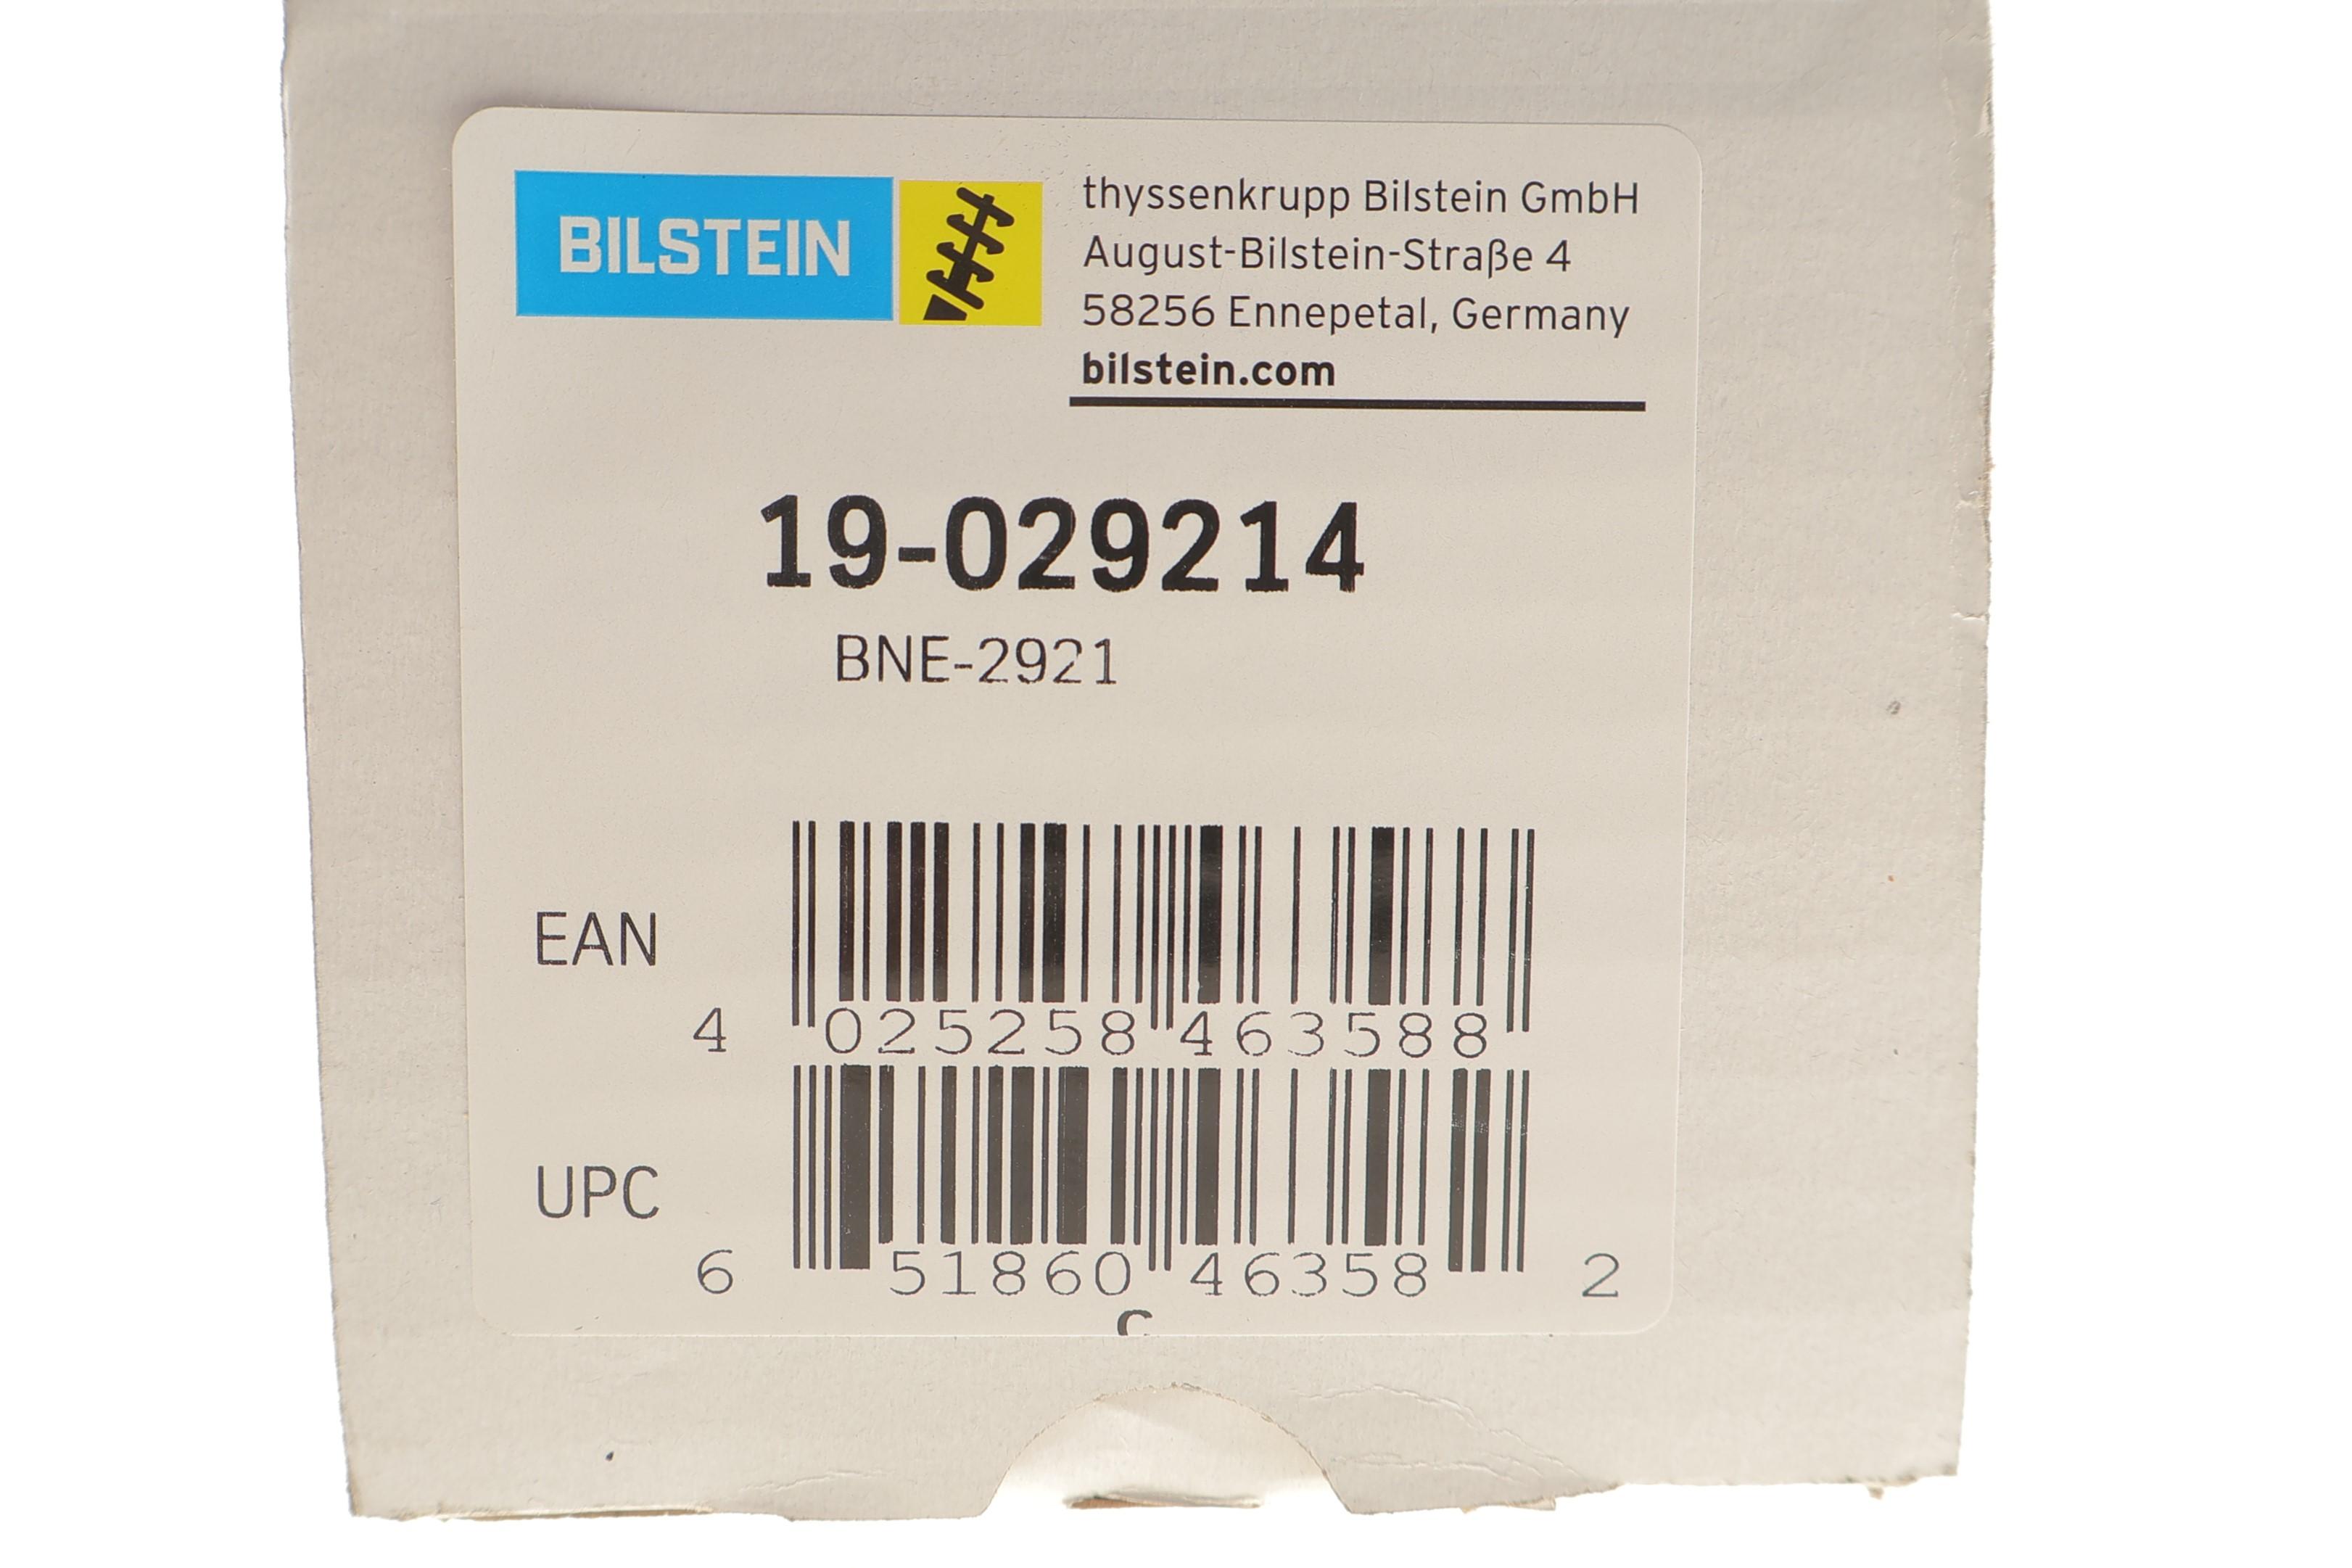 BILSTEIN
thyssenkrupp Bilstein GmbH
August-Bilstein-Straße 4
58256 Ennepetal, Germany
bilstein.com
19-029214
BNE-2921
EAN
4 025258 463588
UPC
6 51860 46358 2